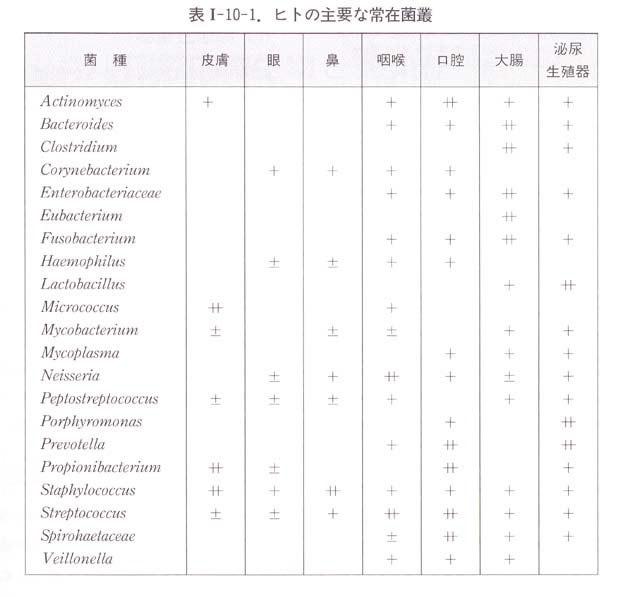 表 I-10-1. ヒトの主要な常在菌叢
菌 種 皮膚 眼 鼻 咽喉 口腔 大腸 泌尿生殖器
Actinomyces + + ⧺ + +
Bacteroides + + ⧺ +
Clostridium ⧺ +
Corynebacterium + + + +
Enterobacteriaceae + + ⧺ +
Eubacterium ⧺
Fusobacterium + + ⧺ +
Haemophilus ± ± + +
Lactobacillus + ⧺
Micrococcus ⧺ +
Mycobacterium ± ± ± + +
Mycoplasma + + +
Neisseria ± + ⧺ + ± +
Peptostreptococcus ± ± ± + + +
Porphyromonas + ⧺
Prevotella + ⧺ ⧺
Propionibacterium ⧺ ± ⧺ +
Staphylococcus ⧺ + ⧺ + + + +
Streptococcus ± ± + ⧺ ⧺ + +
Spirohaetaceae ± ⧺ + +
Veillonella + + +